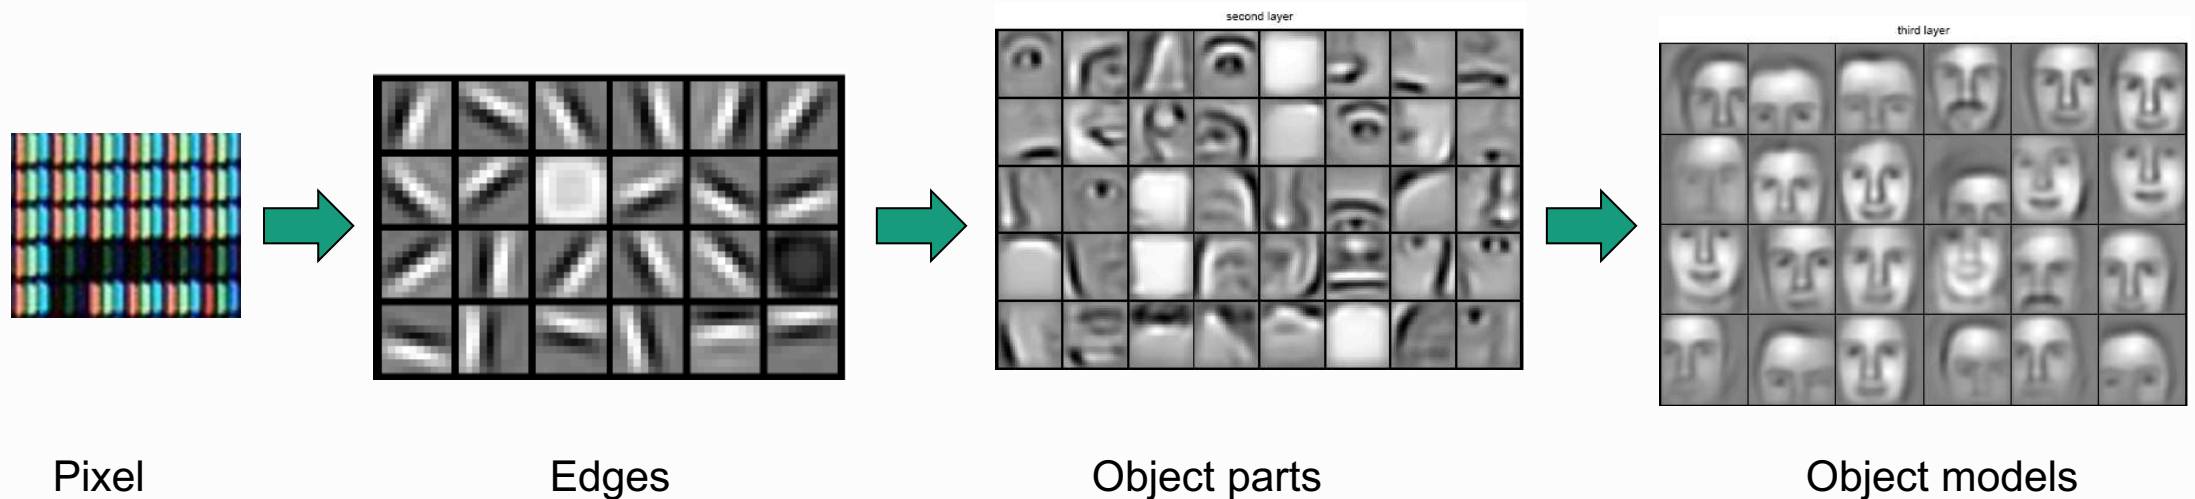 second layer
third layer
Pixel
Edges
Object parts
Object models